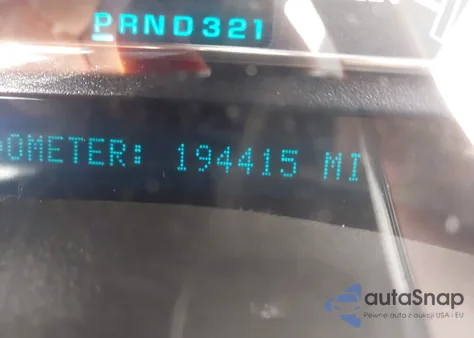 PRND321
OMETER: 194415 MI
autaSnap
Pewne auta z aukcji USA i EU